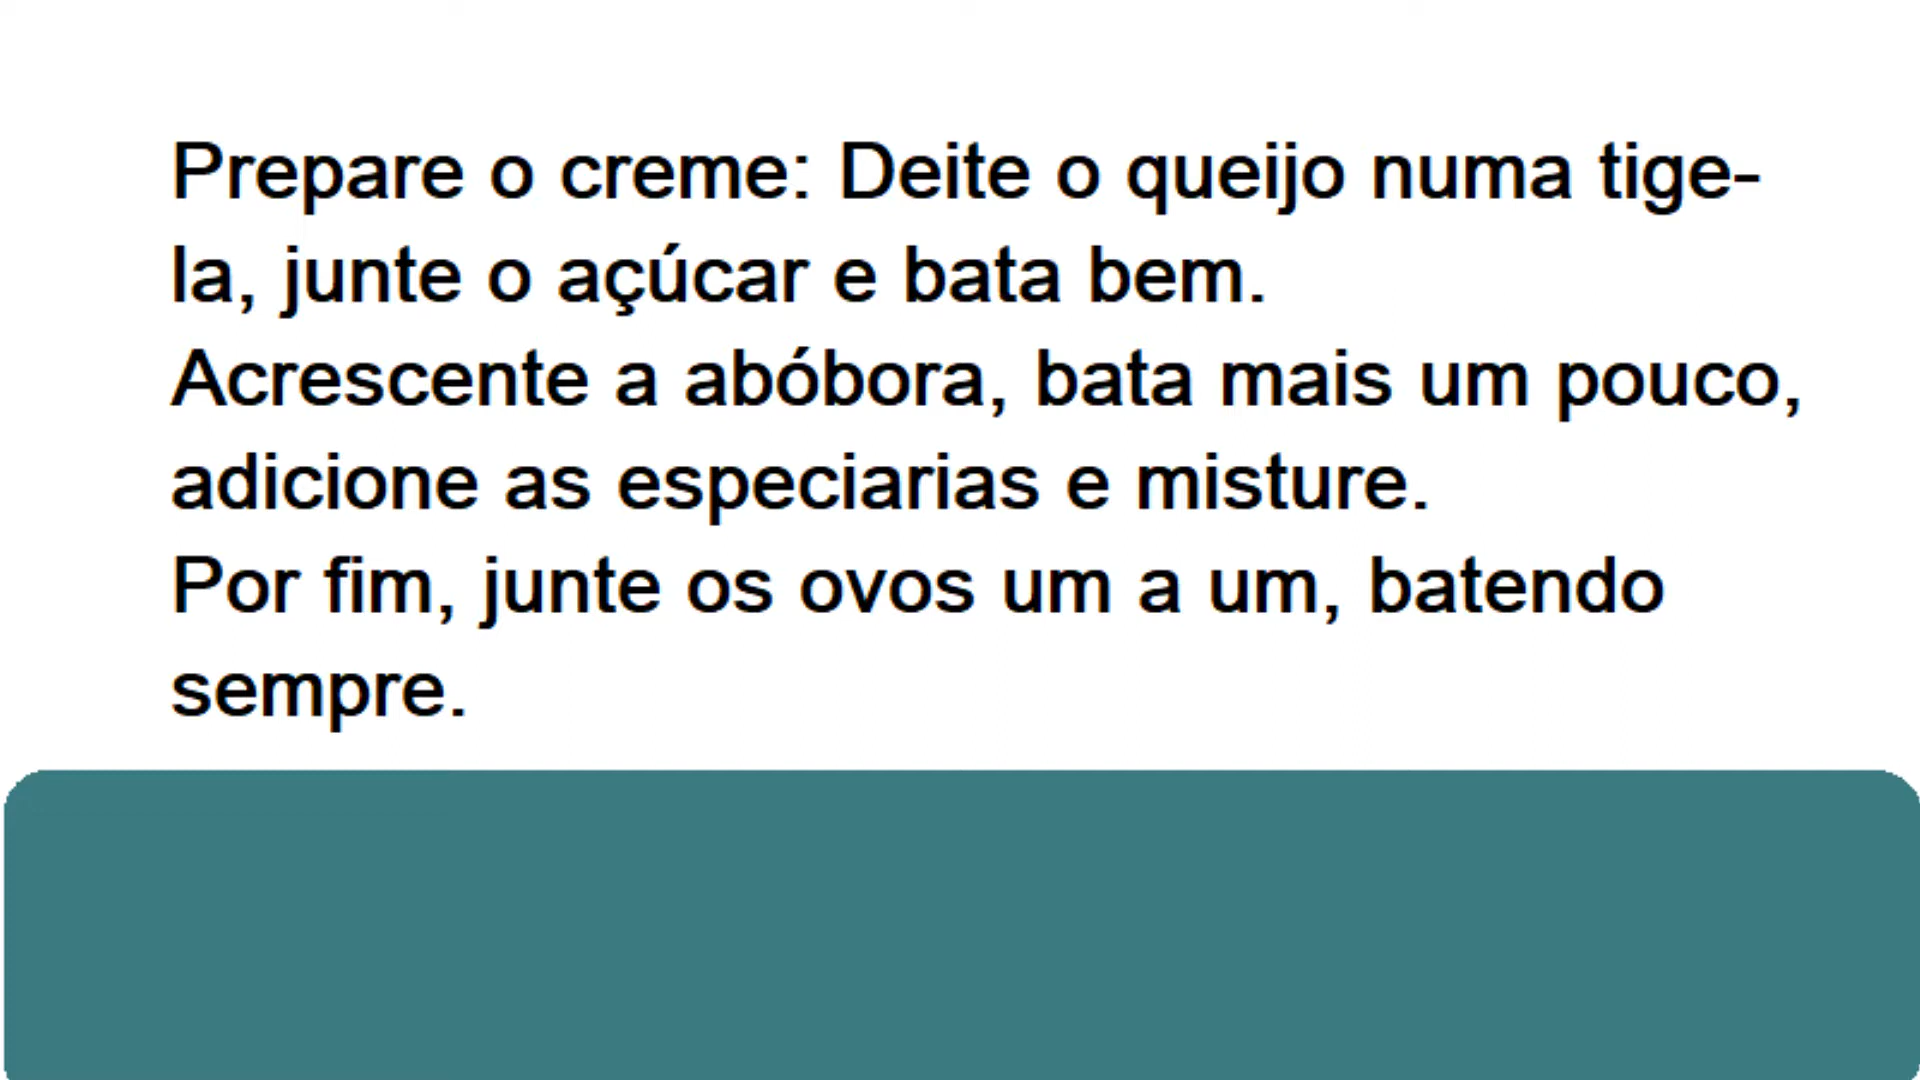 Prepare o creme: Deite o queijo numa tige-
la, junte o açúcar e bata bem.
Acrescente a abóbora, bata mais um pouco,
adicione as especiarias e misture.
Por fim, junte os ovos um a um, batendo
sempre.